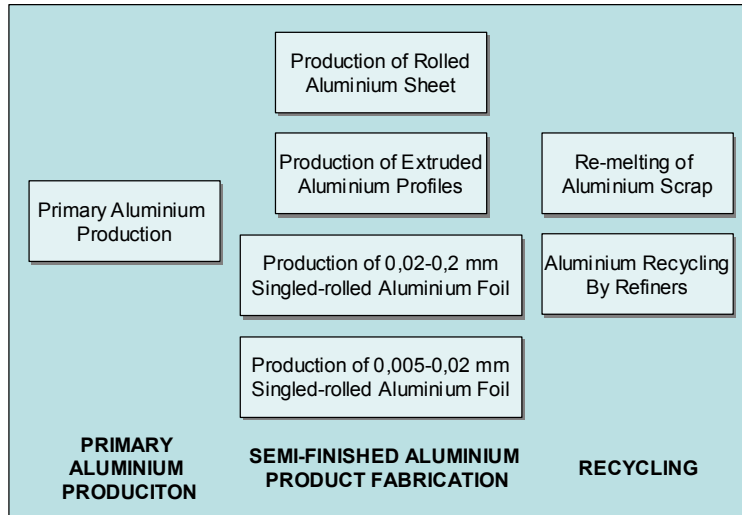 Production of Rolled
Aluminium Sheet
Production of Extruded
Aluminium Profiles
Re-melting of
Aluminium Scrap
Primary Aluminium
Production
Production of 0,02-0,2 mm
Singled-rolled Aluminium Foil
Aluminium Recycling
By Refiners
Production of 0,005-0,02 mm
Singled-rolled Aluminium Foil
PRIMARY
ALUMINIUM
PRODUCITON
SEMI-FINISHED ALUMINIUM
PRODUCT FABRICATION
RECYCLING